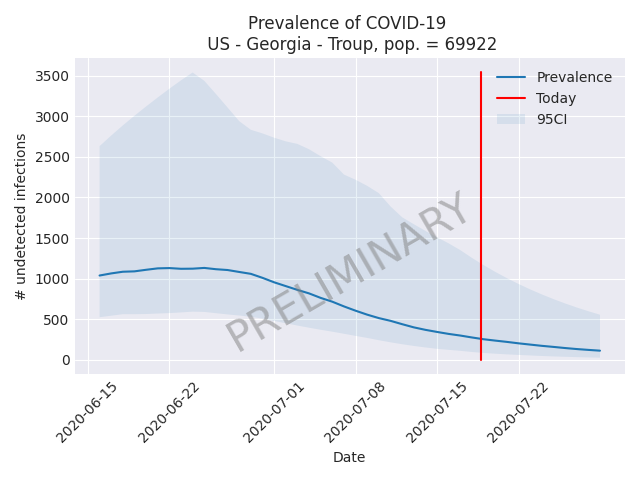 Prevalence of COVID-19
US - Georgia - Troup, pop. = 69922
3500
3000
2500
2000
1500
1000
500
0
# undetected infections
Prevalence
Today
95CI
PRELIMINARY
2020-06-15
2020-06-22
2020-07-01
2020-07-08
2020-07-15
2020-07-22
Date